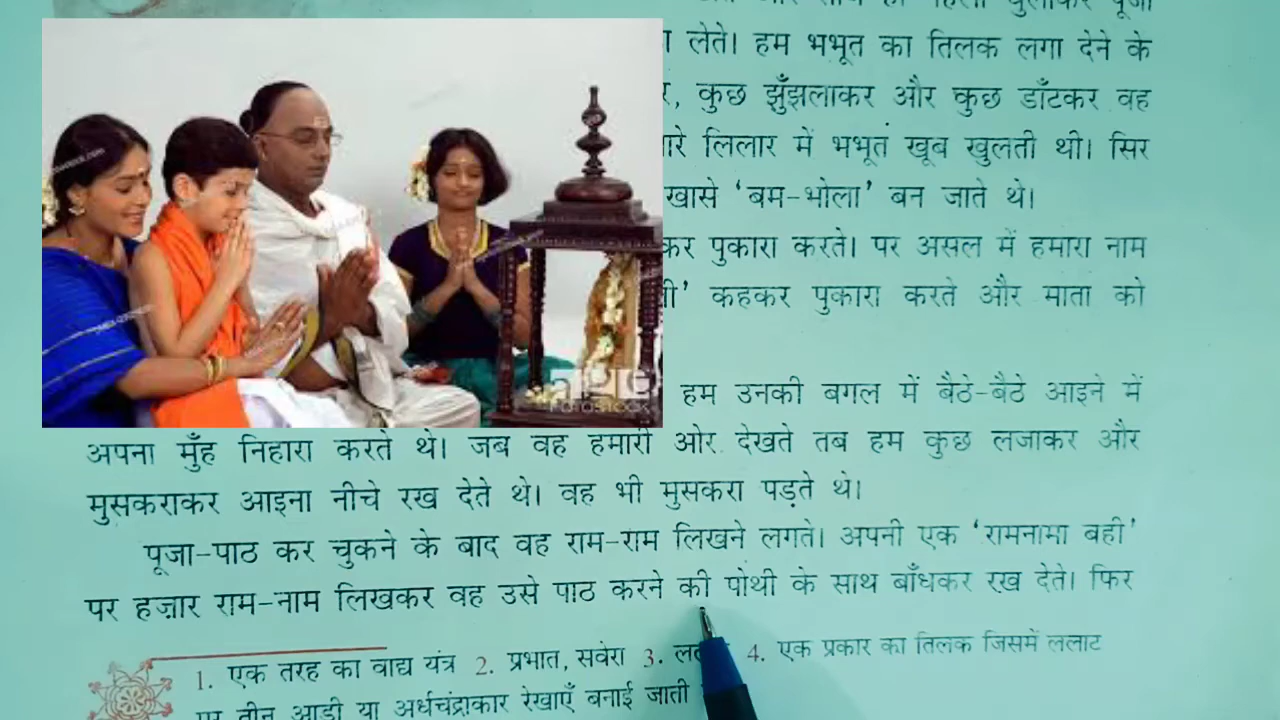 लेते। हम भभूत का तिलक लगा देने के
कुछ झुँझलाकर और कुछ डाँटकर वह
लिलार में भभूत खूब खुलती थी। सिर
खासे ‘बम-भोला’ बन जाते थे।
कर पुकारा करते। पर असल में हमारा नाम
कहकर पुकारा करते और माता को
हम उनकी बगल में बैठे-बैठे आइने में
अपना मुँह निहारा करते थे। जब वह हमारी ओर देखते तब हम कुछ लजाकर और
मुसकराकर आइना नीचे रख देते थे। वह भी मुसकरा पड़ते थे।
पूजा-पाठ कर चुकने के बाद वह राम-राम लिखने लगते। अपनी एक ‘रामनामा बही’
पर हज़ार राम-नाम लिखकर वह उसे पाठ करने की पोथी के साथ बाँधकर रख देते। फिर
1. एक तरह का वाद्य यंत्र 2. प्रभात, सवेरा 3. 4. एक प्रकार का तिलक जिसमें ललाट
पर तीन आड़ी या अर्धचंद्राकार रेखाएँ बनाई जाती